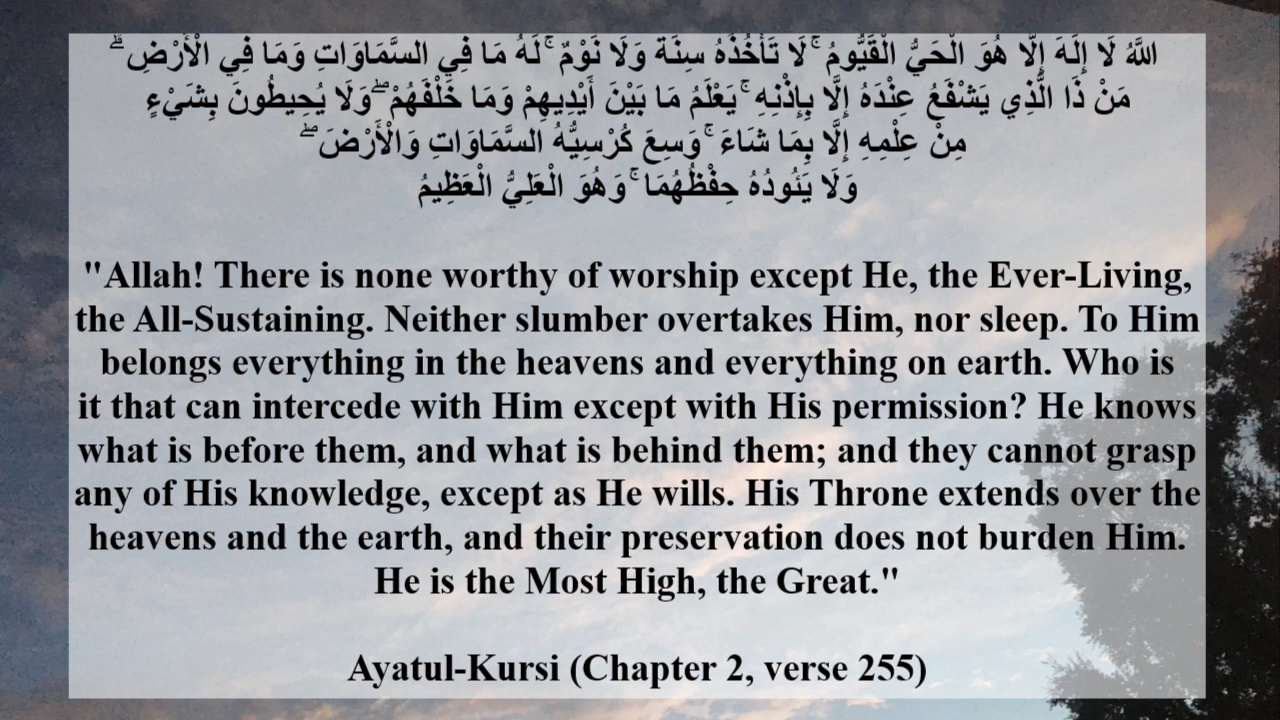 اللَّهُ لَا إِلَهَ إِلَّا هُوَ الْحَيُّ الْقَيُّومُ ۚ لَا تَأْخُذُهُ سِنَةٌ وَلَا نَوْمٌ ۚ لَهُ مَا فِي السَّمَاوَاتِ وَمَا فِي الْأَرْضِ ۗ
مَنْ ذَا الَّذِي يَشْفَعُ عِنْدَهُ إِلَّا بِإِذْنِهِ ۚ يَعْلَمُ مَا بَيْنَ أَيْدِيهِمْ وَمَا خَلْفَهُمْ ۖ وَلَا يُحِيطُونَ بِشَيْءٍ
مِنْ عِلْمِهِ إِلَّا بِمَا شَاءَ ۚ وَسِعَ كُرْسِيُّهُ السَّمَاوَاتِ وَالْأَرْضَ ۖ
وَلَا يَئُودُهُ حِفْظُهُمَا ۚ وَهُوَ الْعَلِيُّ الْعَظِيمُ
"Allah! There is none worthy of worship except He, the Ever-Living,
the All-Sustaining. Neither slumber overtakes Him, nor sleep. To Him
belongs everything in the heavens and everything on earth. Who is
it that can intercede with Him except with His permission? He knows
what is before them, and what is behind them; and they cannot grasp
any of His knowledge, except as He wills. His Throne extends over the
heavens and the earth, and their preservation does not burden Him.
He is the Most High, the Great."
Ayatul-Kursi (Chapter 2, verse 255)